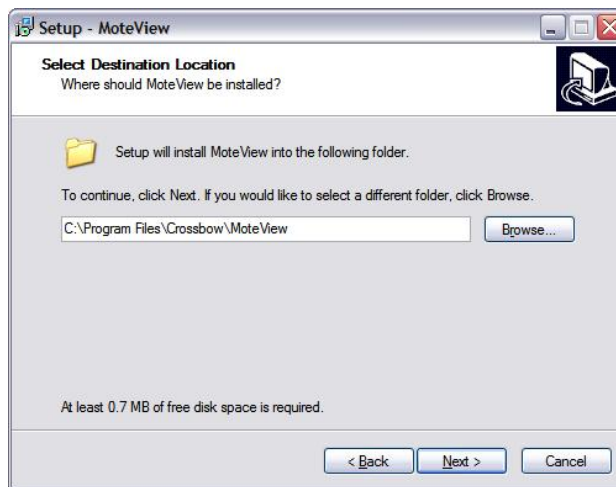 Setup - MoteView
Select Destination Location
Where should MoteView be installed?
Setup will install MoteView into the following folder.
To continue, click Next. If you would like to select a different folder, click Browse.
C:\Program Files\Crossbow\MoteView
Browse...
At least 0.7 MB of free disk space is required.
< Back
Next >
Cancel